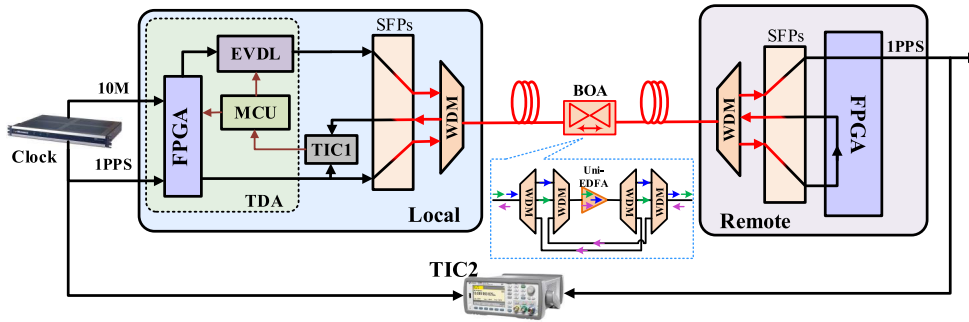 SFPs
SFPs
1PPS
EVDL
10M
BOA
MCU
FPGA
WDM
WDM
FPGA
Clock
TIC1
1PPS
Uni-
EDFA
WDM
WDM
WDM
WDM
TDA
Local
Remote
TIC2